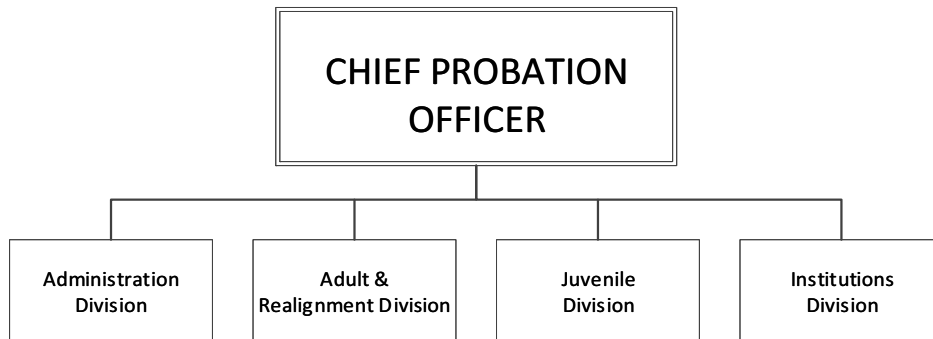 CHIEF PROBATION
OFFICER
Administration
Division
Adult &
Realignment Division
Juvenile
Division
Institutions
Division